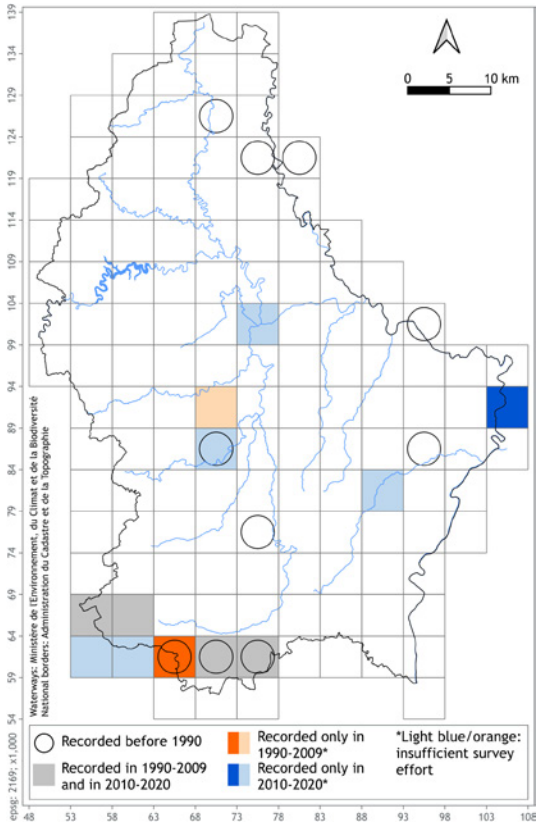 139
134
129
124
119
114
109
104
99
94
89
84
79
74
69
64
59
54
0 5 10 km
Waterways: Ministère de l'Environnement, du Climat et de la Biodiversité
National borders: Administration du Cadastre et de la Topographie
epsg: 2169; x1,000
Recorded before 1990
Recorded in 1990-2009
and in 2010-2020
Recorded only in
1990-2009*
Recorded only in
2010-2020*
*Light blue/orange:
insufficient survey
effort
48 53 58 63 68 73 78 83 88 93 98 103 108